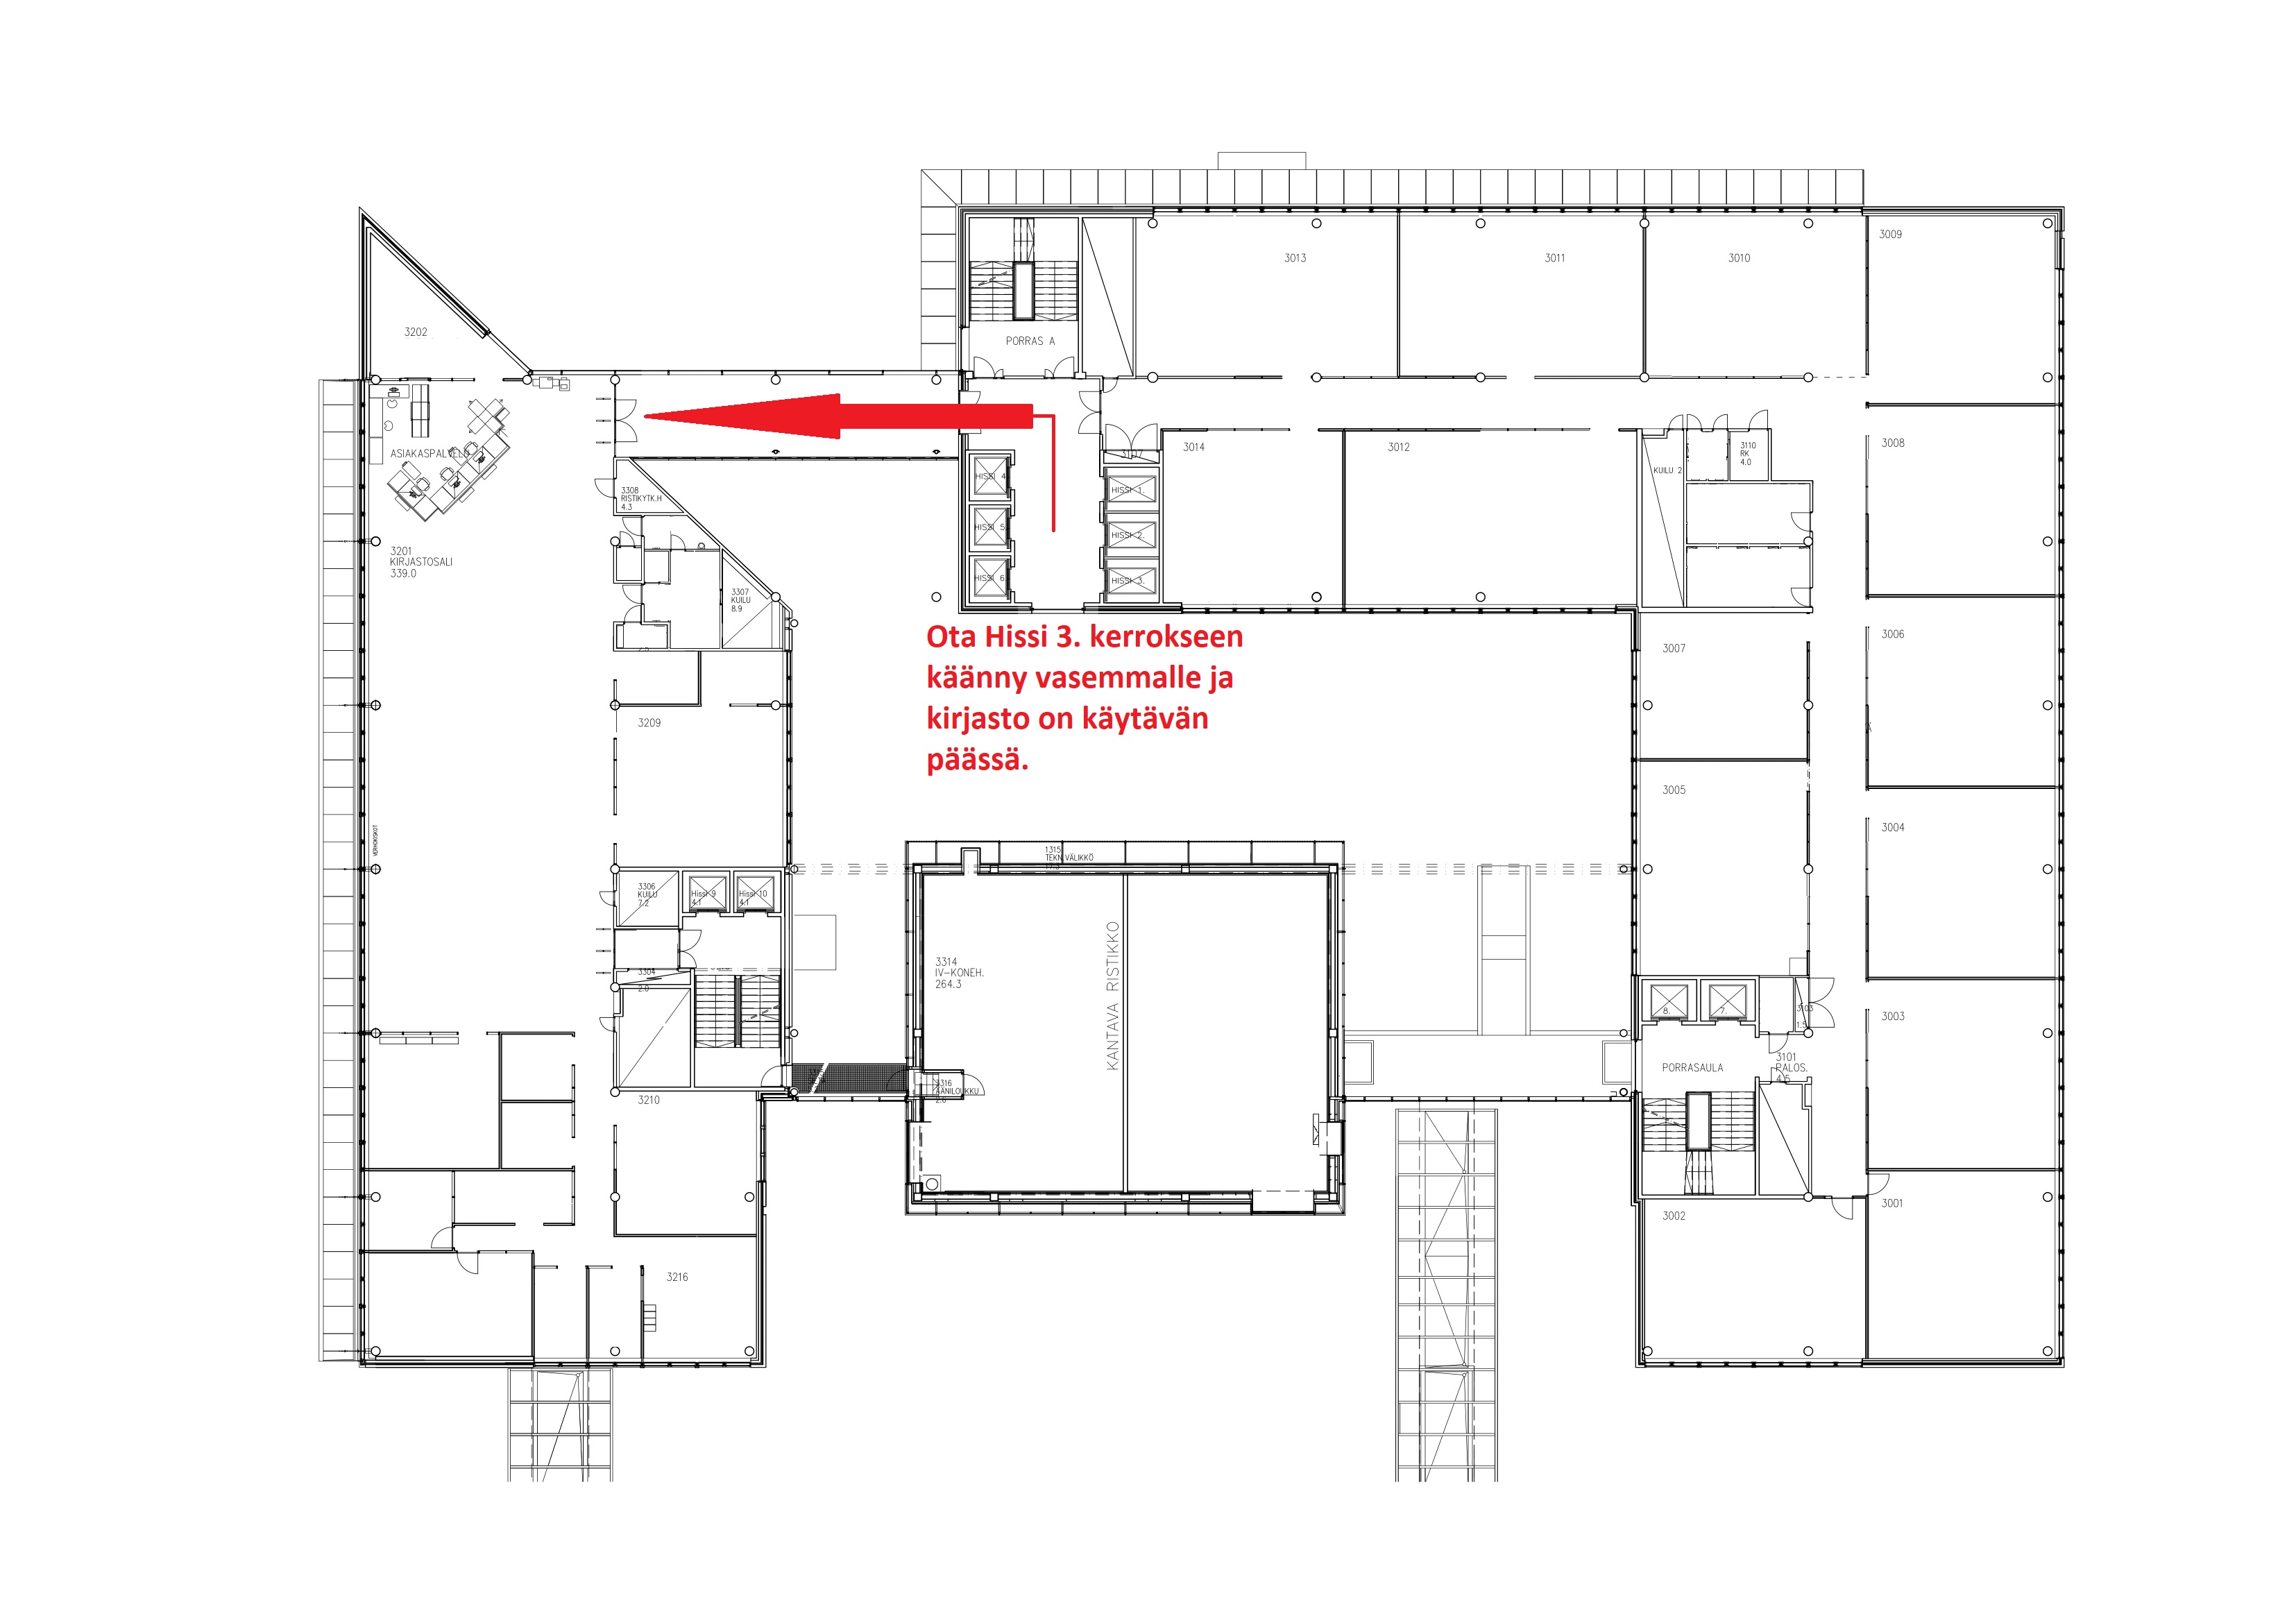 3009
3013
3011
3010
3202
PORRAS A
3014
3012
3008
3107
3110
RK
4.0
KUILU 2
ASIAKASPALVELU
HISSI 4
HISSI 1.
3308
RISTIKYTK.H
4.3
HISSI 5.
HISSI 2.
3201
KIRJASTOSALI
339.0
HISSI 6.
HISSI 3.
3307
KUILU
8.9
Ota Hissi 3. kerrokseen
käänny vasemmalle ja
kirjasto on käytävän
päässä.
3006
3007
3209
3005
3004
VERHOKISKOT
1315
TEKN.VÄLIKKÖ
3306
KUILU
7.2
Hissi 9
4.1
Hissi 10
4.1
3314
IV-KONEH.
264.3
KANTAVA RISTIKKO
3304
2.0
8.
7.
3103
1.5
3003
PORRASAULA
3101
PALOS.
4.5
3316
ÄÄNILOUKKU
2.0
3210
3001
3002
3216